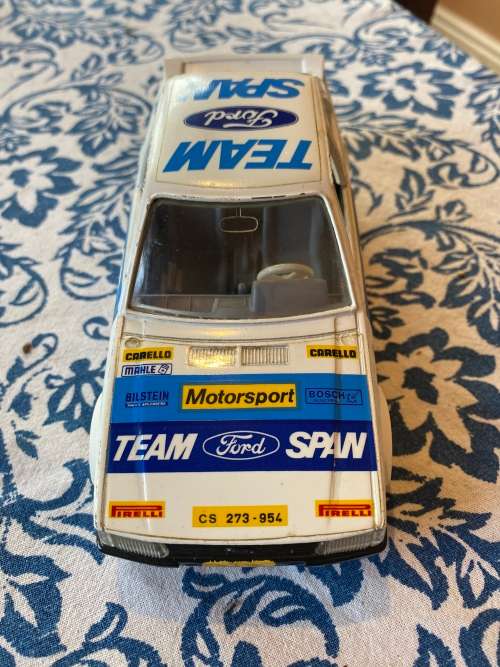 SPAN
Ford
TEAM
CARELLO CARELLO
MAHLE
BILSTEIN Motorsport BOSCH
TEAM Ford SPAN
PIRELLI CS 273-954 PIRELLI